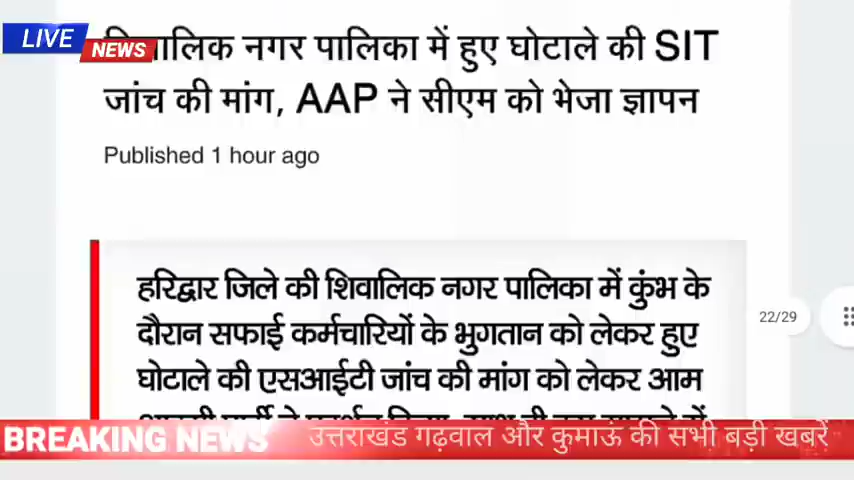 LIVE
NEWS
नगर पालिका में हुए घोटाले की SIT
जांच की मांग, AAP ने सीएम को भेजा ज्ञापन
Published 1 hour ago
हरिद्वार जिले की शिवालिक नगर पालिका में कुंभ के
दौरान सफाई कर्मचारियों के भुगतान को लेकर हुए
22/29
घोटाले की एसआईटी जांच की मांग को लेकर आम
BREAKING NEWS
उत्तराखंड गढ़वाल और कुमाऊं की सभी बड़ी खबरें